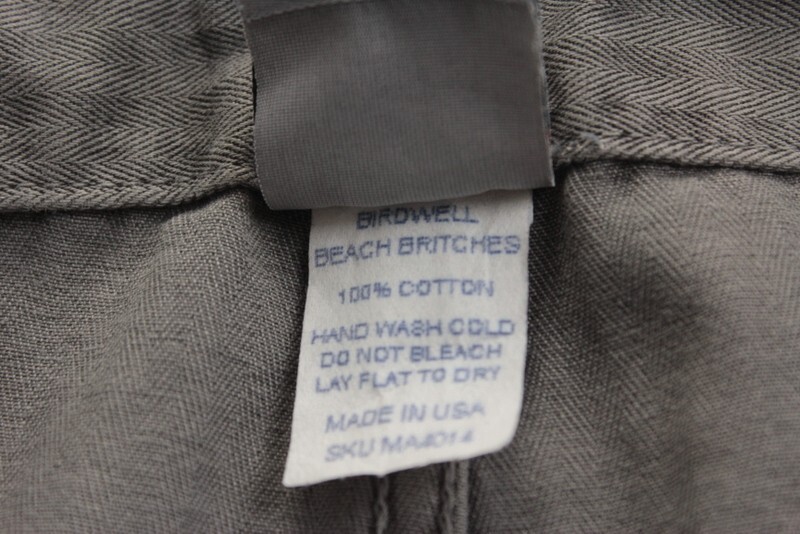 BIRDWELL
BEACH BRITCHES
100% COTTON
HAND WASH COLD
DO NOT BLEACH
LAY FLAT TO DRY
MADE IN USA
SKU MA4014